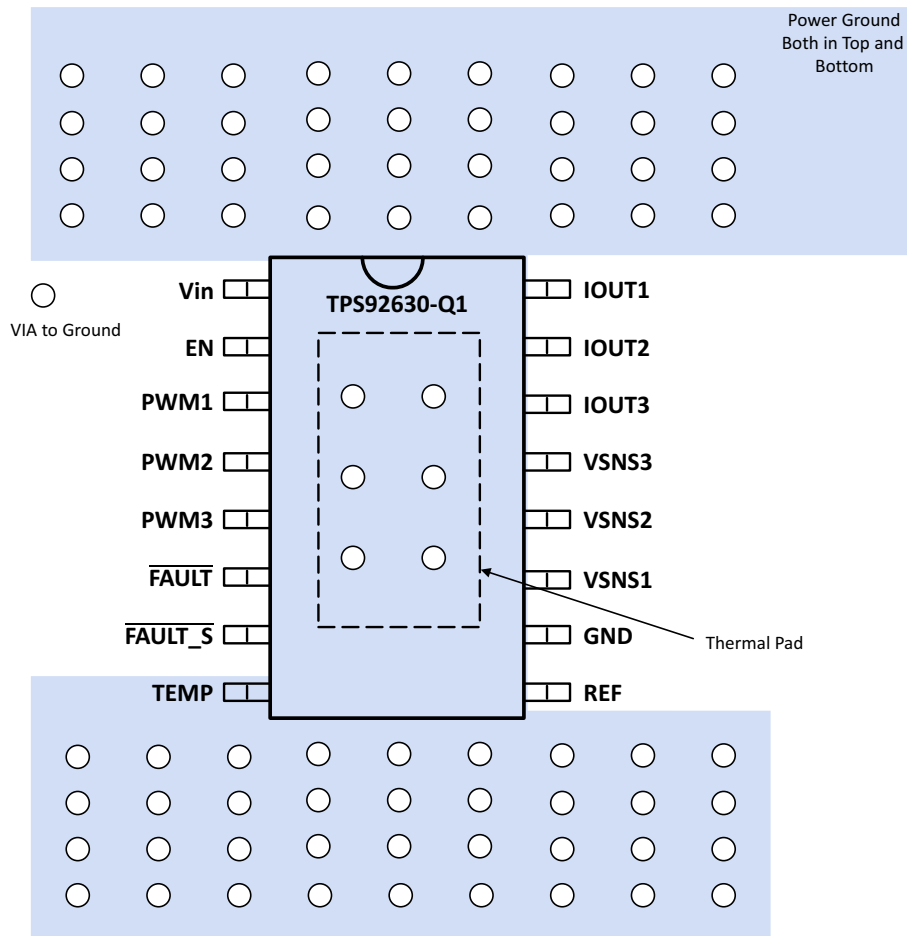 Power Ground
Both in Top and
Bottom
VIA to Ground
TPS92630-Q1
Vin
EN
PWM1
PWM2
PWM3
FAULT
FAULT_S
TEMP
IOUT1
IOUT2
IOUT3
VSNS3
VSNS2
VSNS1
GND
REF
Thermal Pad